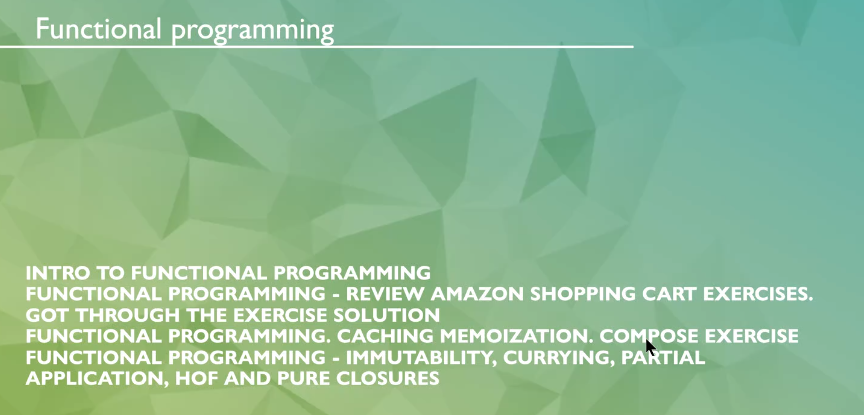 Functional programming
INTRO TO FUNCTIONAL PROGRAMMING
FUNCTIONAL PROGRAMMING - REVIEW AMAZON SHOPPING CART EXERCISES.
GOT THROUGH THE EXERCISE SOLUTION
FUNCTIONAL PROGRAMMING. CACHING MEMOIZATION. COMPOSE EXERCISE
FUNCTIONAL PROGRAMMING - IMMUTABILITY, CURRYING, PARTIAL
APPLICATION, HOF AND PURE CLOSURES